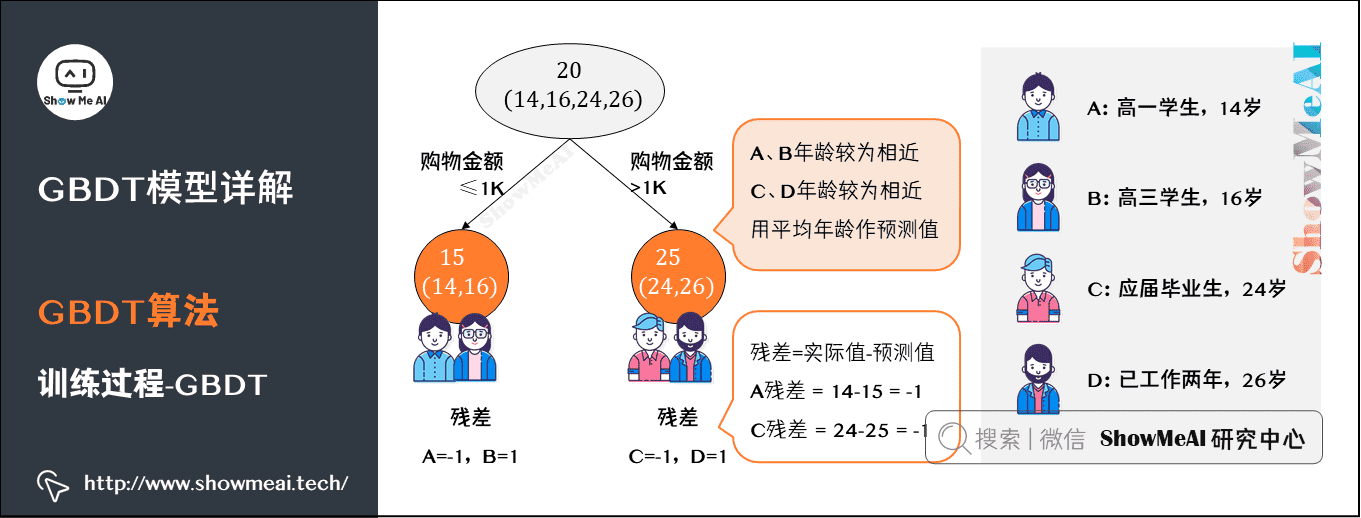 Show Me AI
GBDT模型详解
GBDT算法
训练过程-GBDT
http://www.showmeai.tech/
20
(14,16,24,26)
购物金额
≤1K
购物金额
>1K
ShowMeAI
15
(14,16)
25
(24,26)
残差
A=-1，B=1
残差
C=-1，D=1
A、B年龄较为相近
C、D年龄较为相近
用平均年龄作预测值
残差=实际值-预测值
A残差 = 14-15 = -1
C残差 = 24-25 = -1
A: 高一学生，14岁
B: 高三学生，16岁
C: 应届毕业生，24岁
D: 已工作两年，26岁
ShowMeAI
搜索 | 微信 ShowMeAI 研究中心